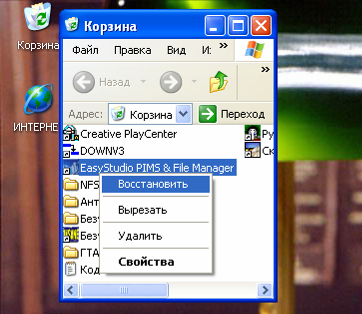 Корзина
ИНТЕРНЕ
Корзина
Файл Правка Вид И:
Назад
Адрес: Корзина Переход
Creative PlayCenter Ру
DOWNV3 Ск
EasyStudio PIMS & File Manager
NFS
Ант
Безу
Безу
ГТА
Код
Восстановить
Вырезать
Удалить
Свойства